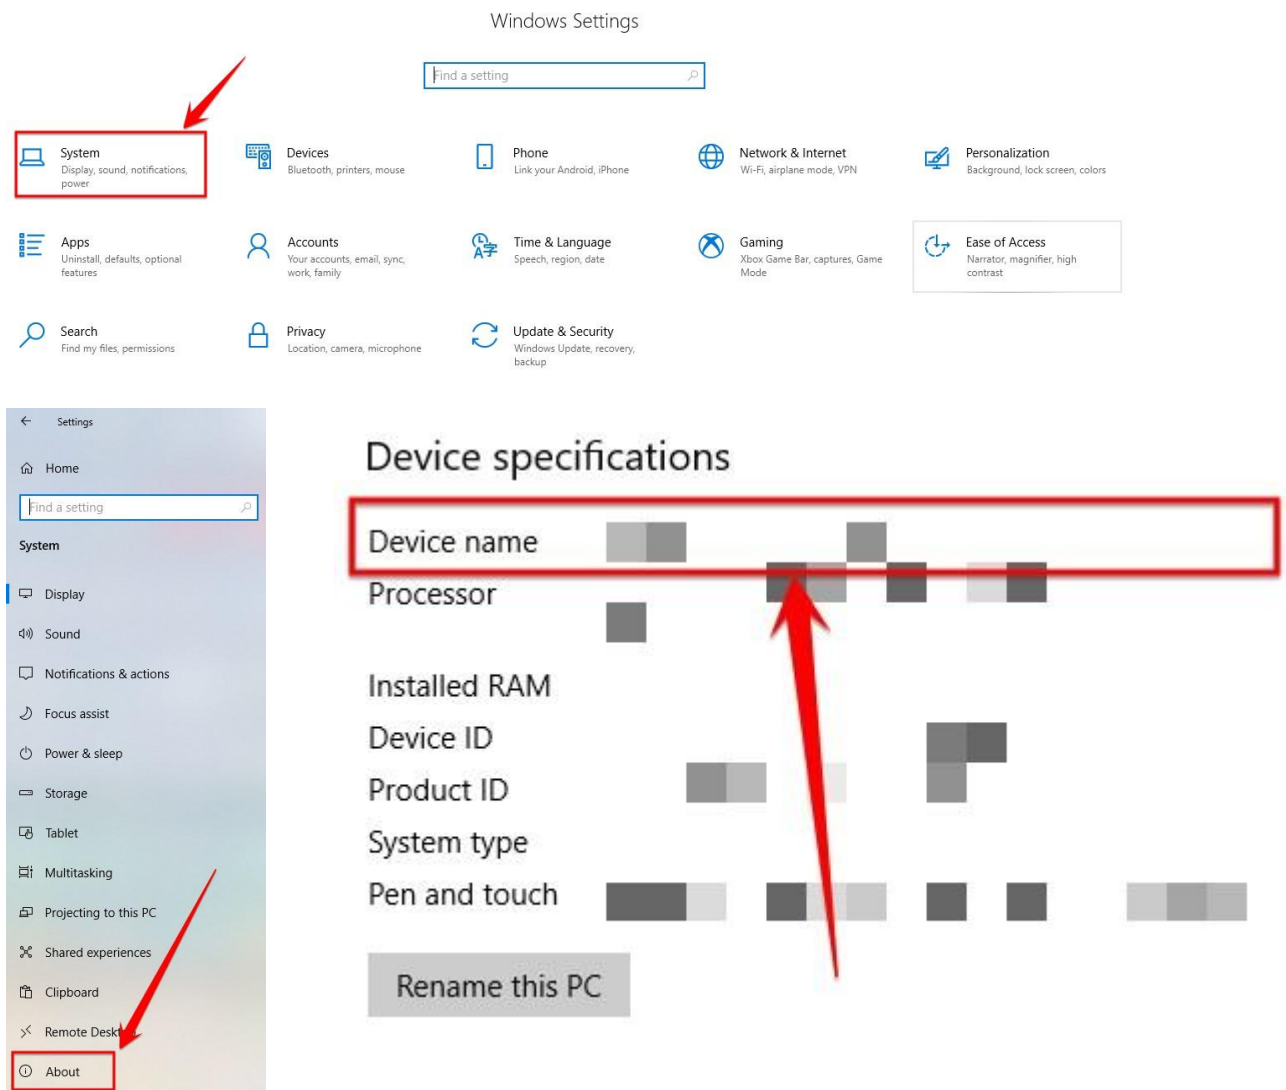 Windows Settings
Find a setting
System
Display, sound, notifications,
power
Devices
Bluetooth, printers, mouse
Phone
Link your Android, iPhone
Network & Internet
Wi-Fi, airplane mode, VPN
Personalization
Background, lock screen, colors
Apps
Uninstall, defaults, optional
features
Accounts
Your accounts, email, sync,
work, family
Time & Language
Speech, region, date
Gaming
Xbox Game Bar, captures, Game
Mode
Ease of Access
Narrator, magnifier, high
contrast
Search
Find my files, permissions
Privacy
Location, camera, microphone
Update & Security
Windows Update, recovery,
backup
Settings
Home
Find a setting
System
Display
Sound
Notifications & actions
Focus assist
Power & sleep
Storage
Tablet
Multitasking
Projecting to this PC
Shared experiences
Clipboard
Remote Deskt
About
Device specifications
Device name
Processor
Installed RAM
Device ID
Product ID
System type
Pen and touch
Rename this PC